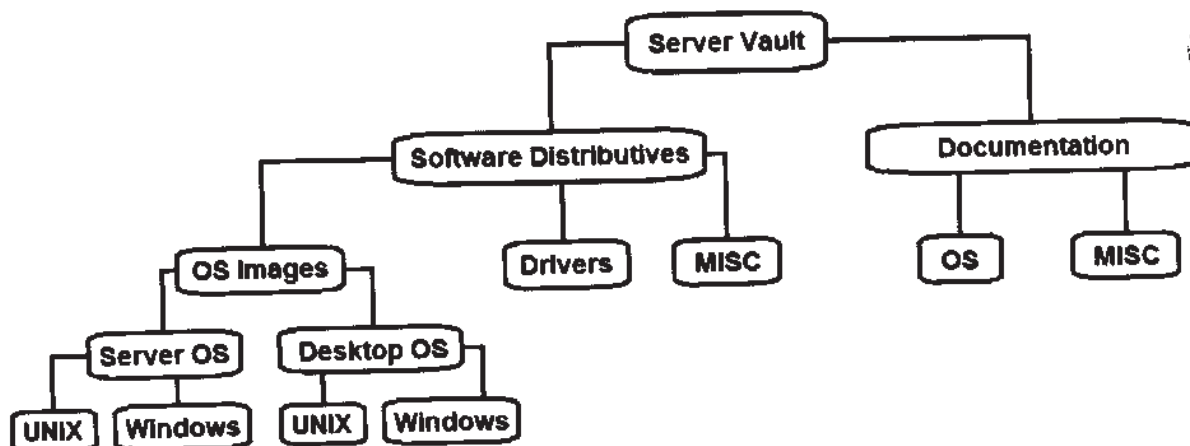 Server Vault
Software Distributives
Documentation
OS Images
Drivers
MISC
OS
MISC
Server OS
Desktop OS
UNIX
Windows
UNIX
Windows